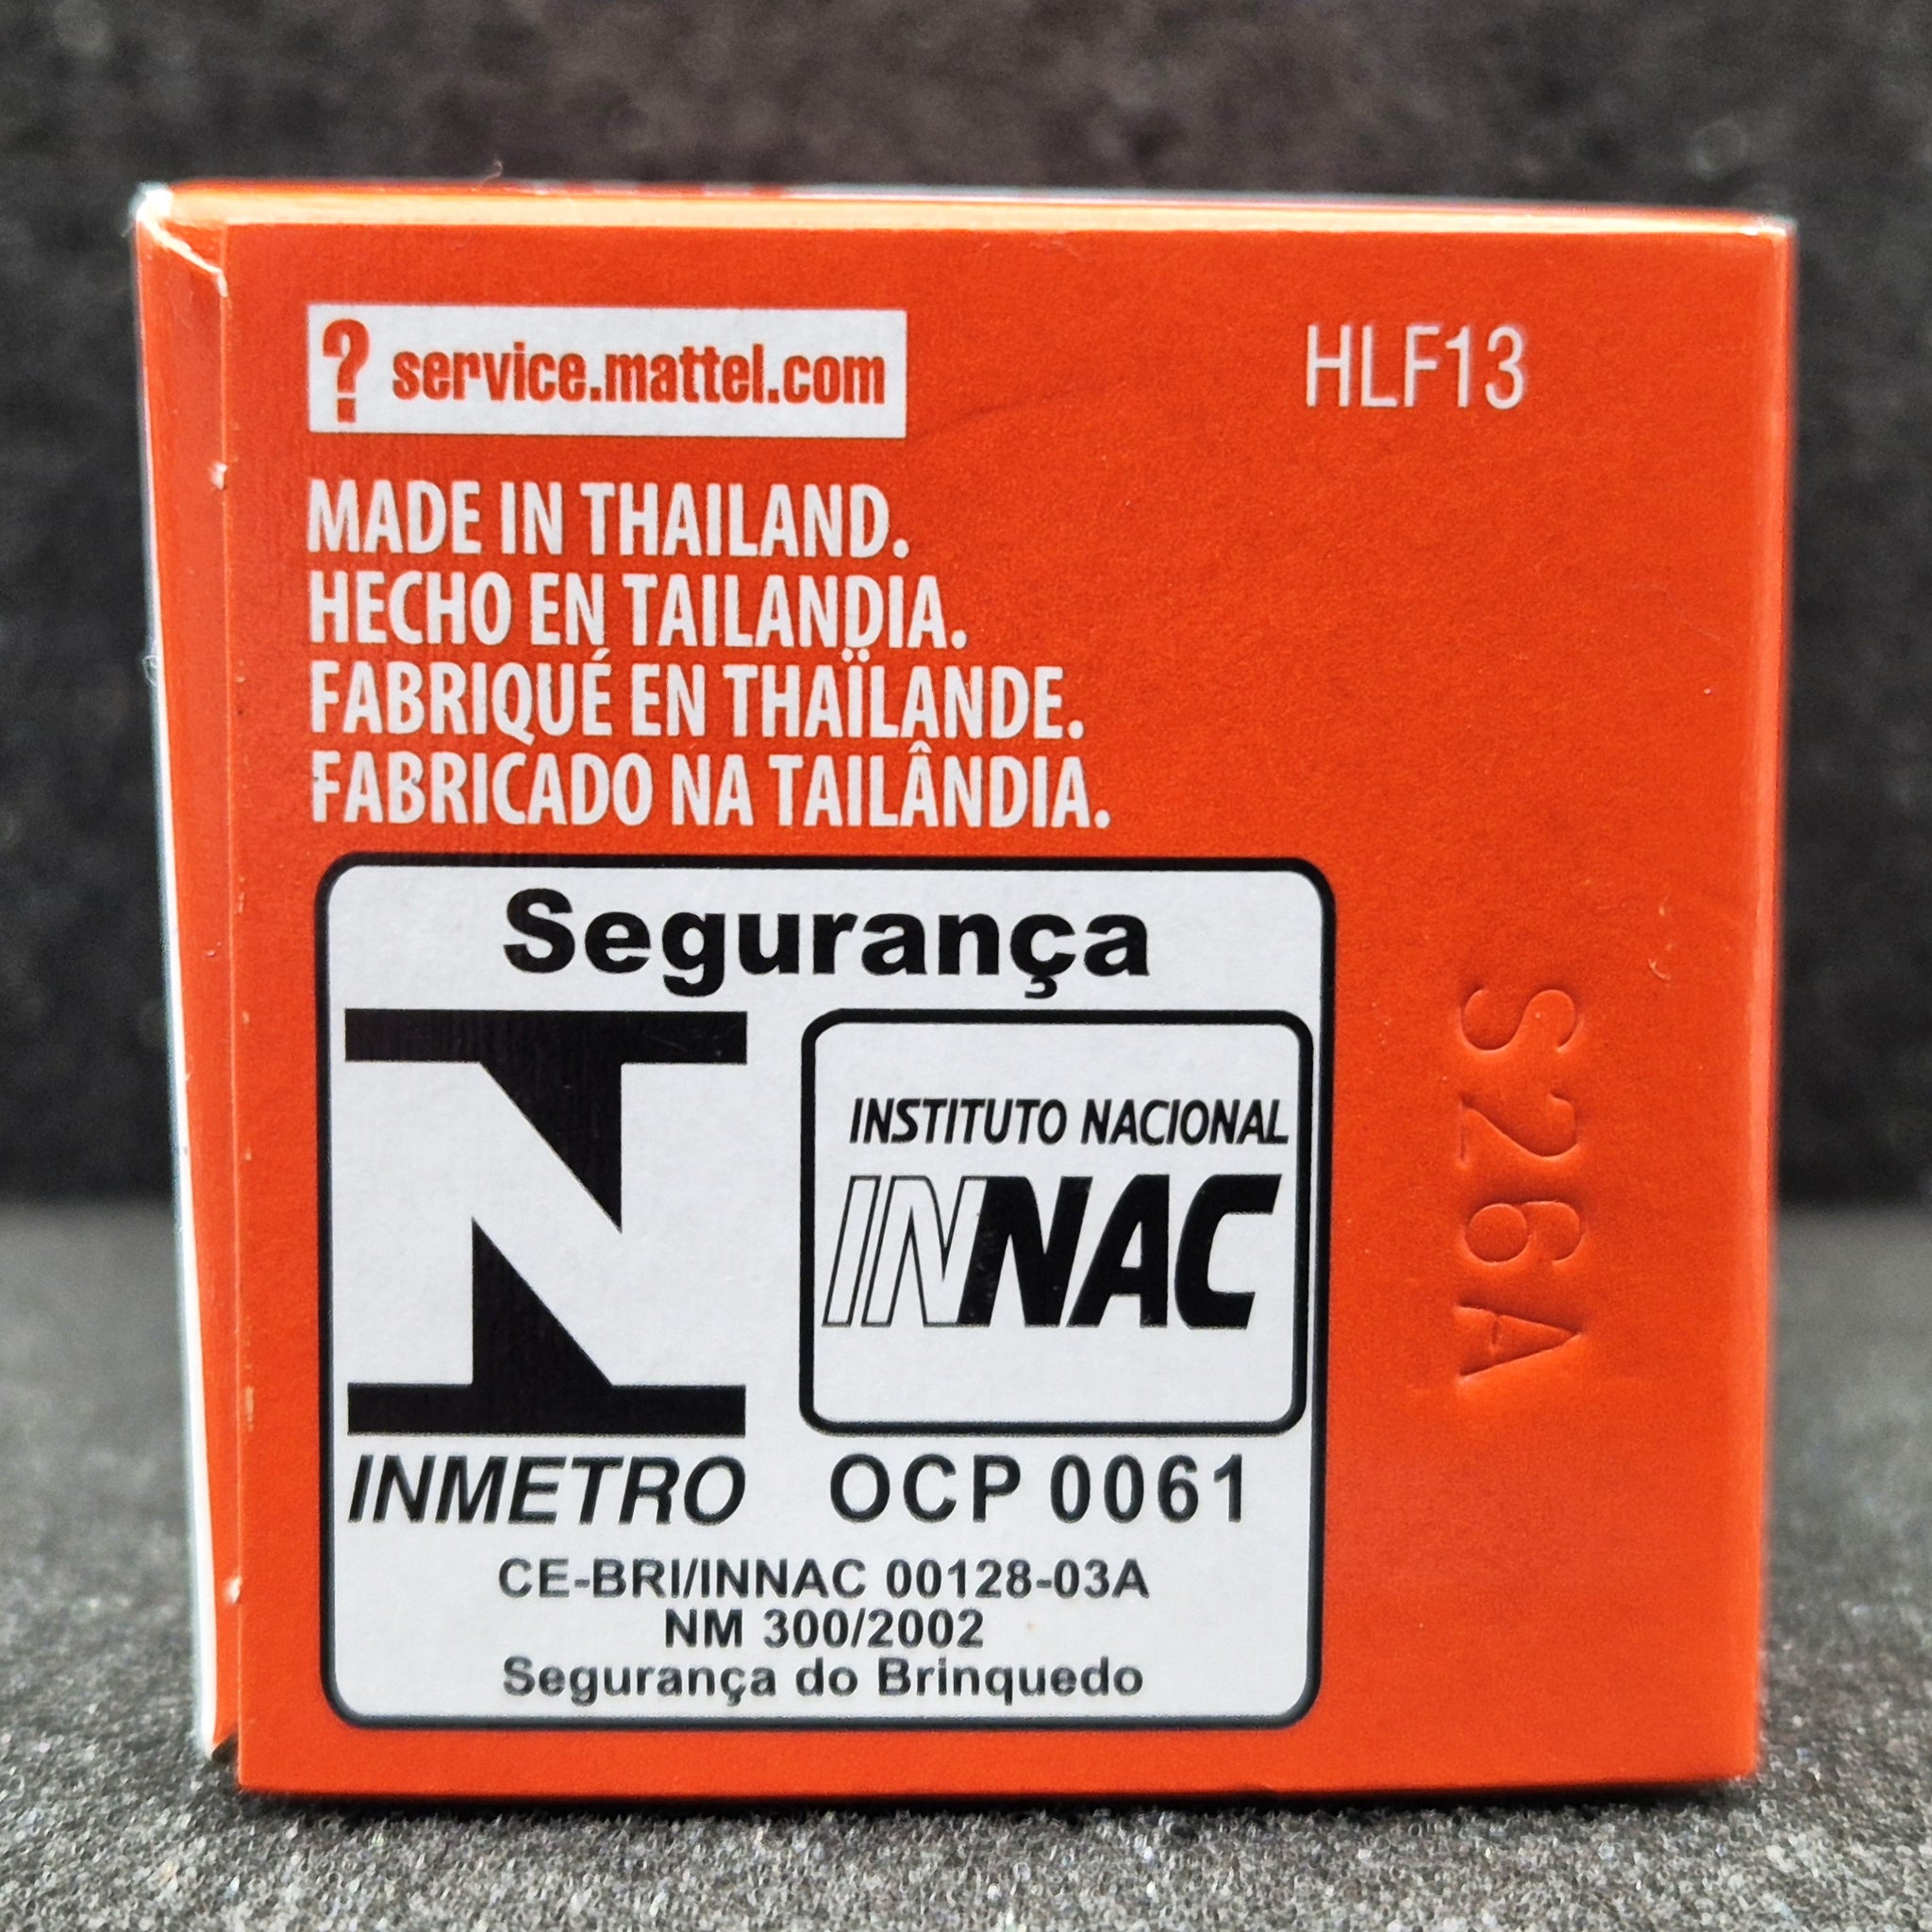 ? service.mattel.com
HLF13
MADE IN THAILAND.
HECHO EN TAILANDIA.
FABRIQUÉ EN THAÏLANDE.
FABRICADO NA TAILÂNDIA.
Segurança
INSTITUTO NACIONAL
INNAC
INMETRO
OCP 0061
CE-BRI/INNAC 00128-03A
NM 300/2002
Segurança do Brinquedo
S26A